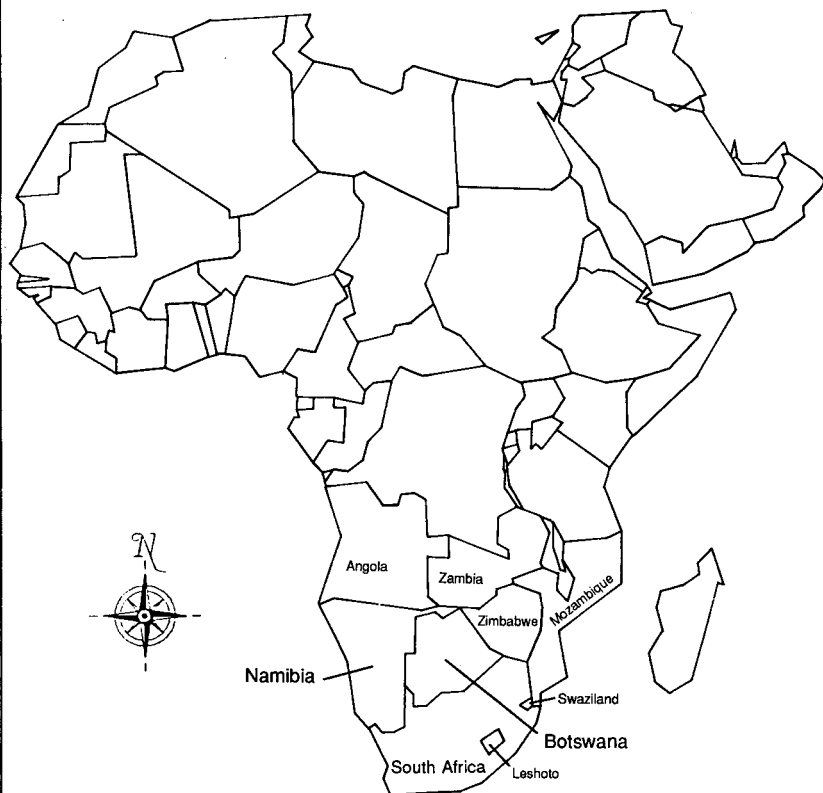 N
Angola
Zambia
Mozambique
Zimbabwe
Namibia
Swaziland
Botswana
South Africa
Leshoto